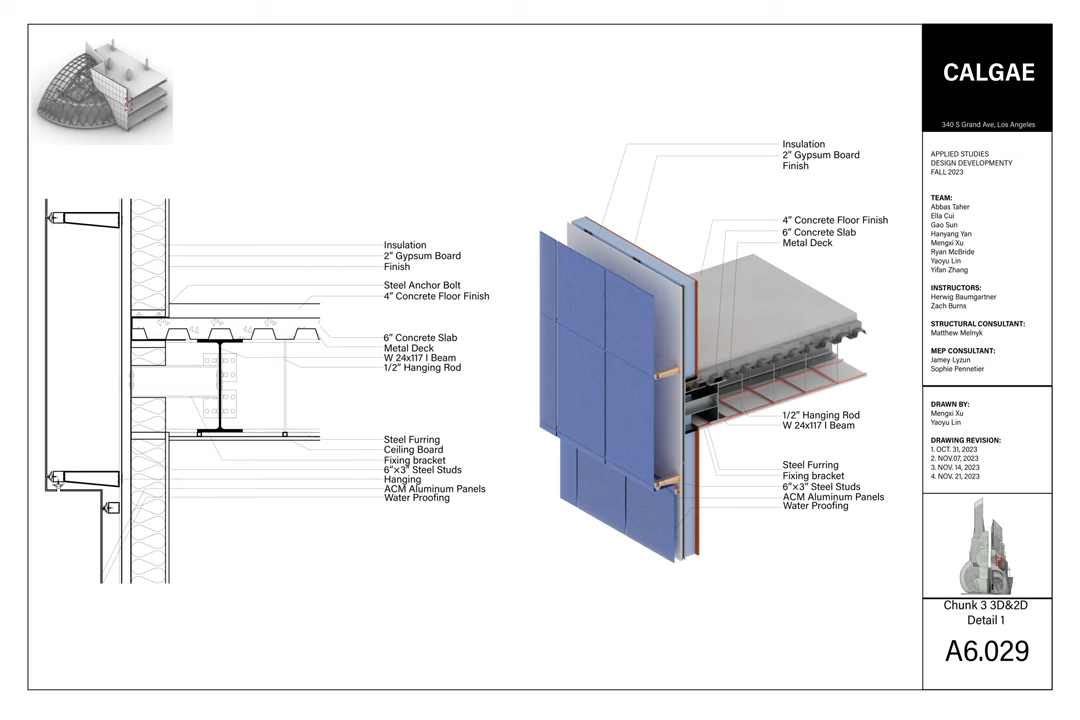 Insulation
2" Gypsum Board
Finish
Steel Anchor Bolt
4" Concrete Floor Finish
6" Concrete Slab
Metal Deck
W 24x117 I Beam
1/2" Hanging Rod
Steel Furring
Ceiling Board
Fixing bracket
6"×3" Steel Studs
Hanging
ACM Aluminum Panels
Water Proofing
Insulation
2" Gypsum Board
Finish
4" Concrete Floor Finish
6" Concrete Slab
Metal Deck
1/2" Hanging Rod
W 24x117 I Beam
Steel Furring
Fixing bracket
6"×3" Steel Studs
ACM Aluminum Panels
Water Proofing
CALGAE
340 S Grand Ave, Los Angeles
APPLIED STUDIES
DESIGN DEVELOPMENTY
FALL 2023
TEAM:
Abbas Taher
Ella Cui
Gao Sun
Hanyang Yan
Mengxi Xu
Ryan McBride
Yaoyu Lin
Yifan Zhang
INSTRUCTORS:
Herwig Baumgartner
Zach Burns
STRUCTURAL CONSULTANT:
Matthew Melnyk
MEP CONSULTANT:
Jamey Lyzun
Sophie Pennetier
DRAWN BY:
Mengxi Xu
Yaoyu Lin
DRAWING REVISION:
1. OCT. 31, 2023
2. NOV.07, 2023
3. NOV. 14, 2023
4. NOV. 21, 2023
Chunk 3 3D&2D
Detail 1
A6.029